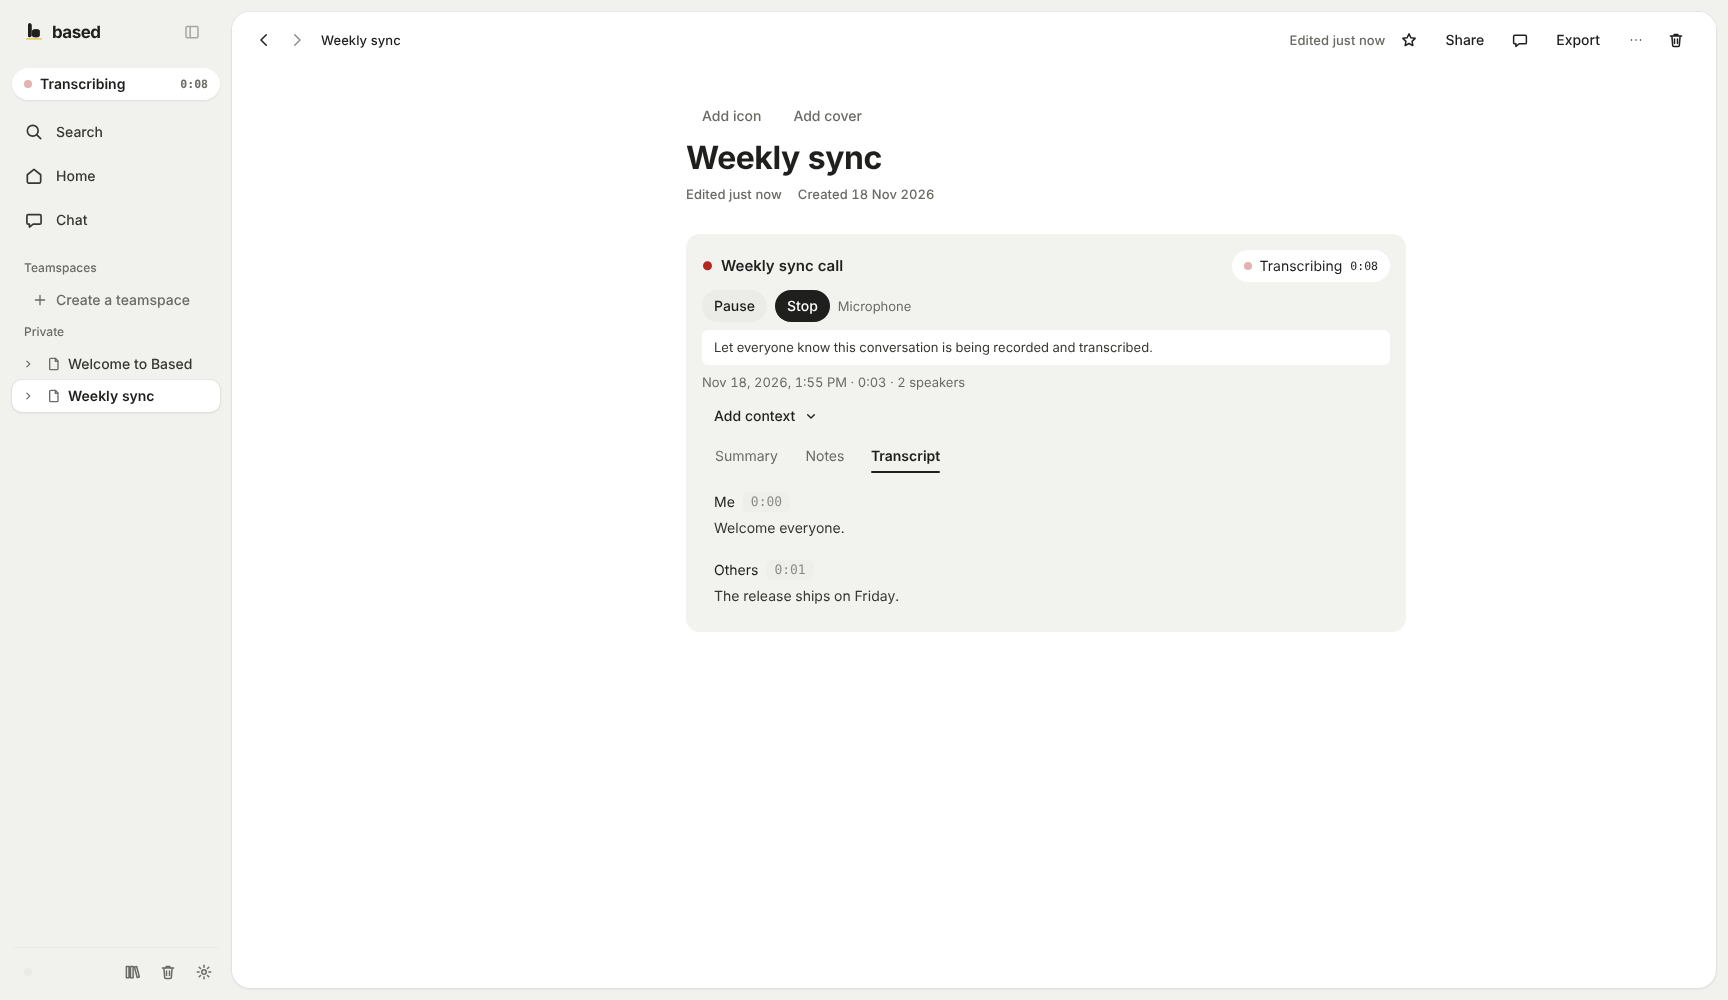 based
Transcribing 0:08
Search
Home
Chat
Teamspaces
Create a teamspace
Private
Welcome to Based
Weekly sync
Weekly sync
Edited just now
Share
Export
Add icon
Add cover
Weekly sync
Edited just now Created 18 Nov 2026
Weekly sync call
Transcribing 0:08
Pause
Stop
Microphone
Let everyone know this conversation is being recorded and transcribed.
Nov 18, 2026, 1:55 PM · 0:03 · 2 speakers
Add context
Summary Notes Transcript
Me 0:00
Welcome everyone.
Others 0:01
The release ships on Friday.